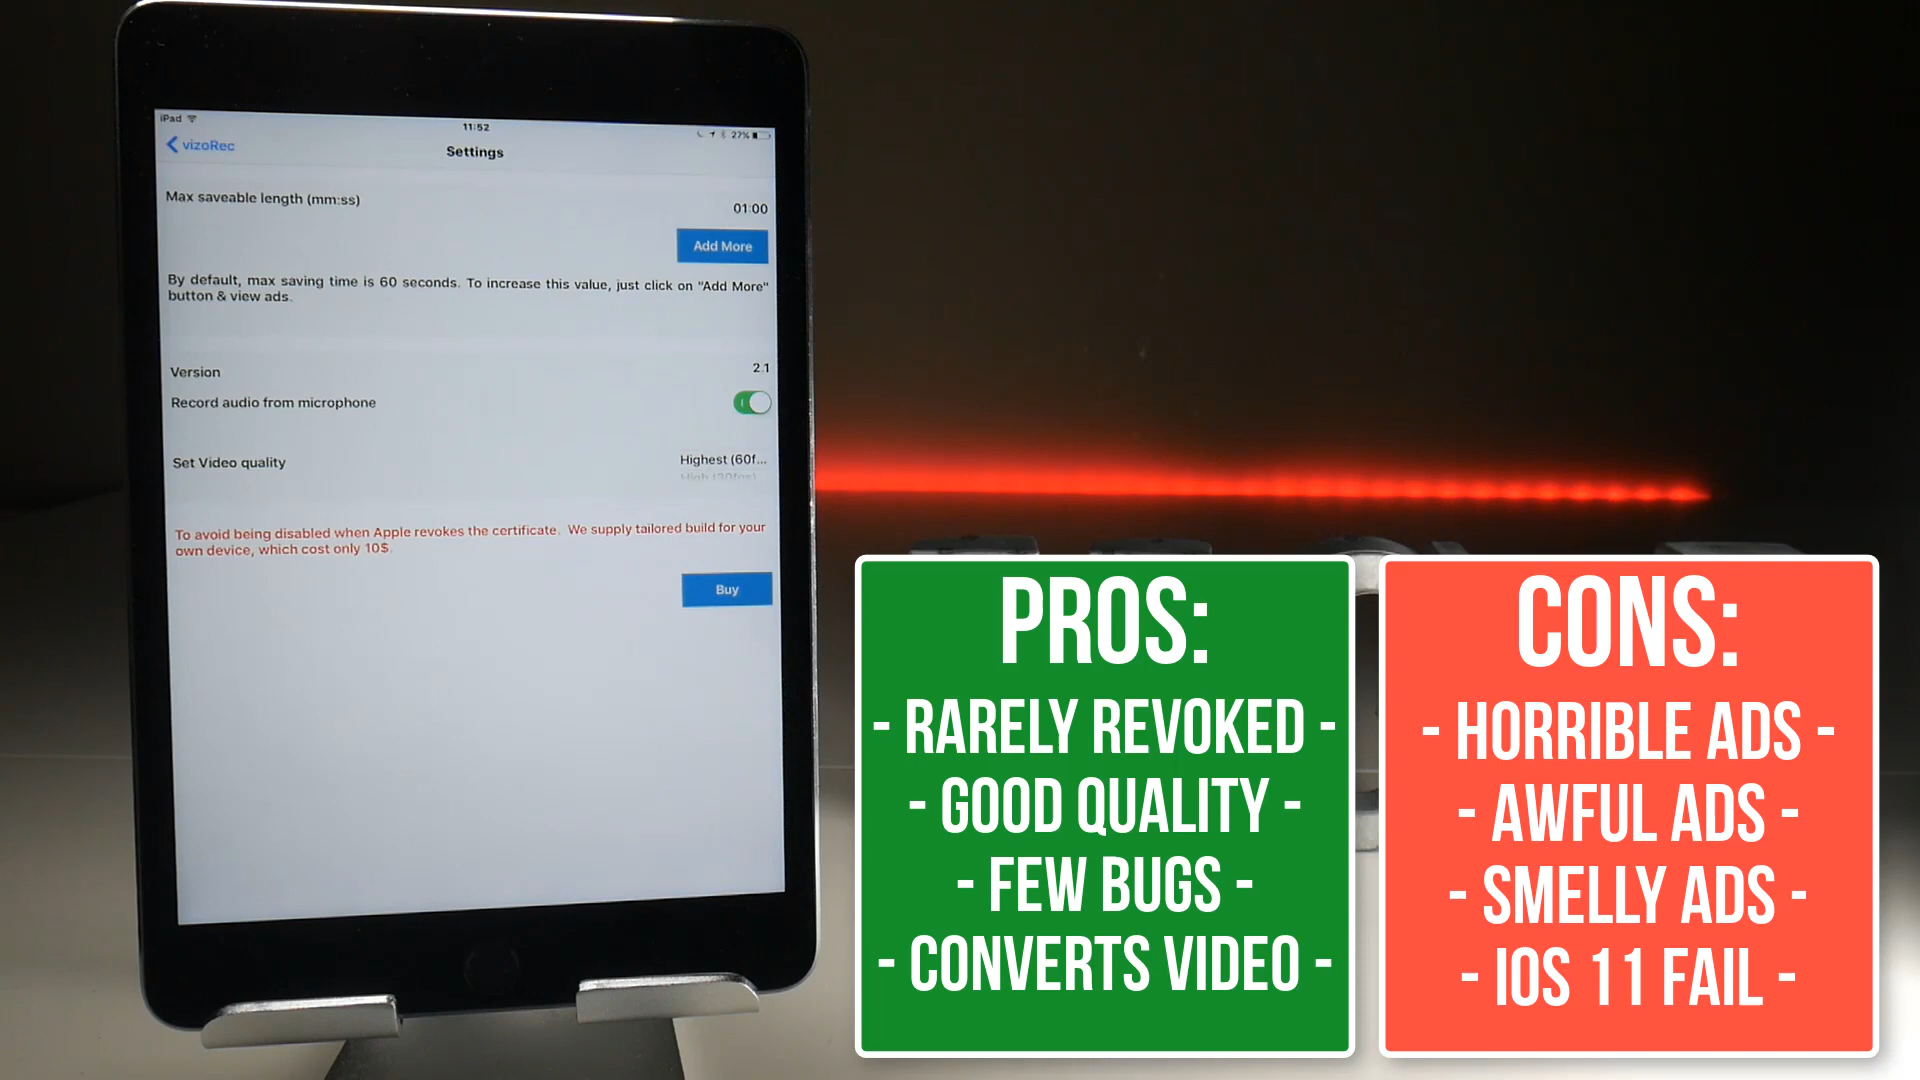 iPad
11:52
27%
vizoRec
Settings
Max saveable length (mm:ss)
01:00
Add More
By default, max saving time is 60 seconds. To increase this value, just click on "Add More"
button & view ads.
Version
2.1
Record audio from microphone
Set Video quality
Highest (60f...
High (30fps)
To avoid being disabled when Apple revokes the certificate. We supply tailored build for your
own device, which cost only 10$.
Buy
PROS:
- RARELY REVOKED -
- GOOD QUALITY -
- FEW BUGS -
- CONVERTS VIDEO -
CONS:
- HORRIBLE ADS -
- AWFUL ADS -
- SMELLY ADS -
- IOS 11 FAIL -